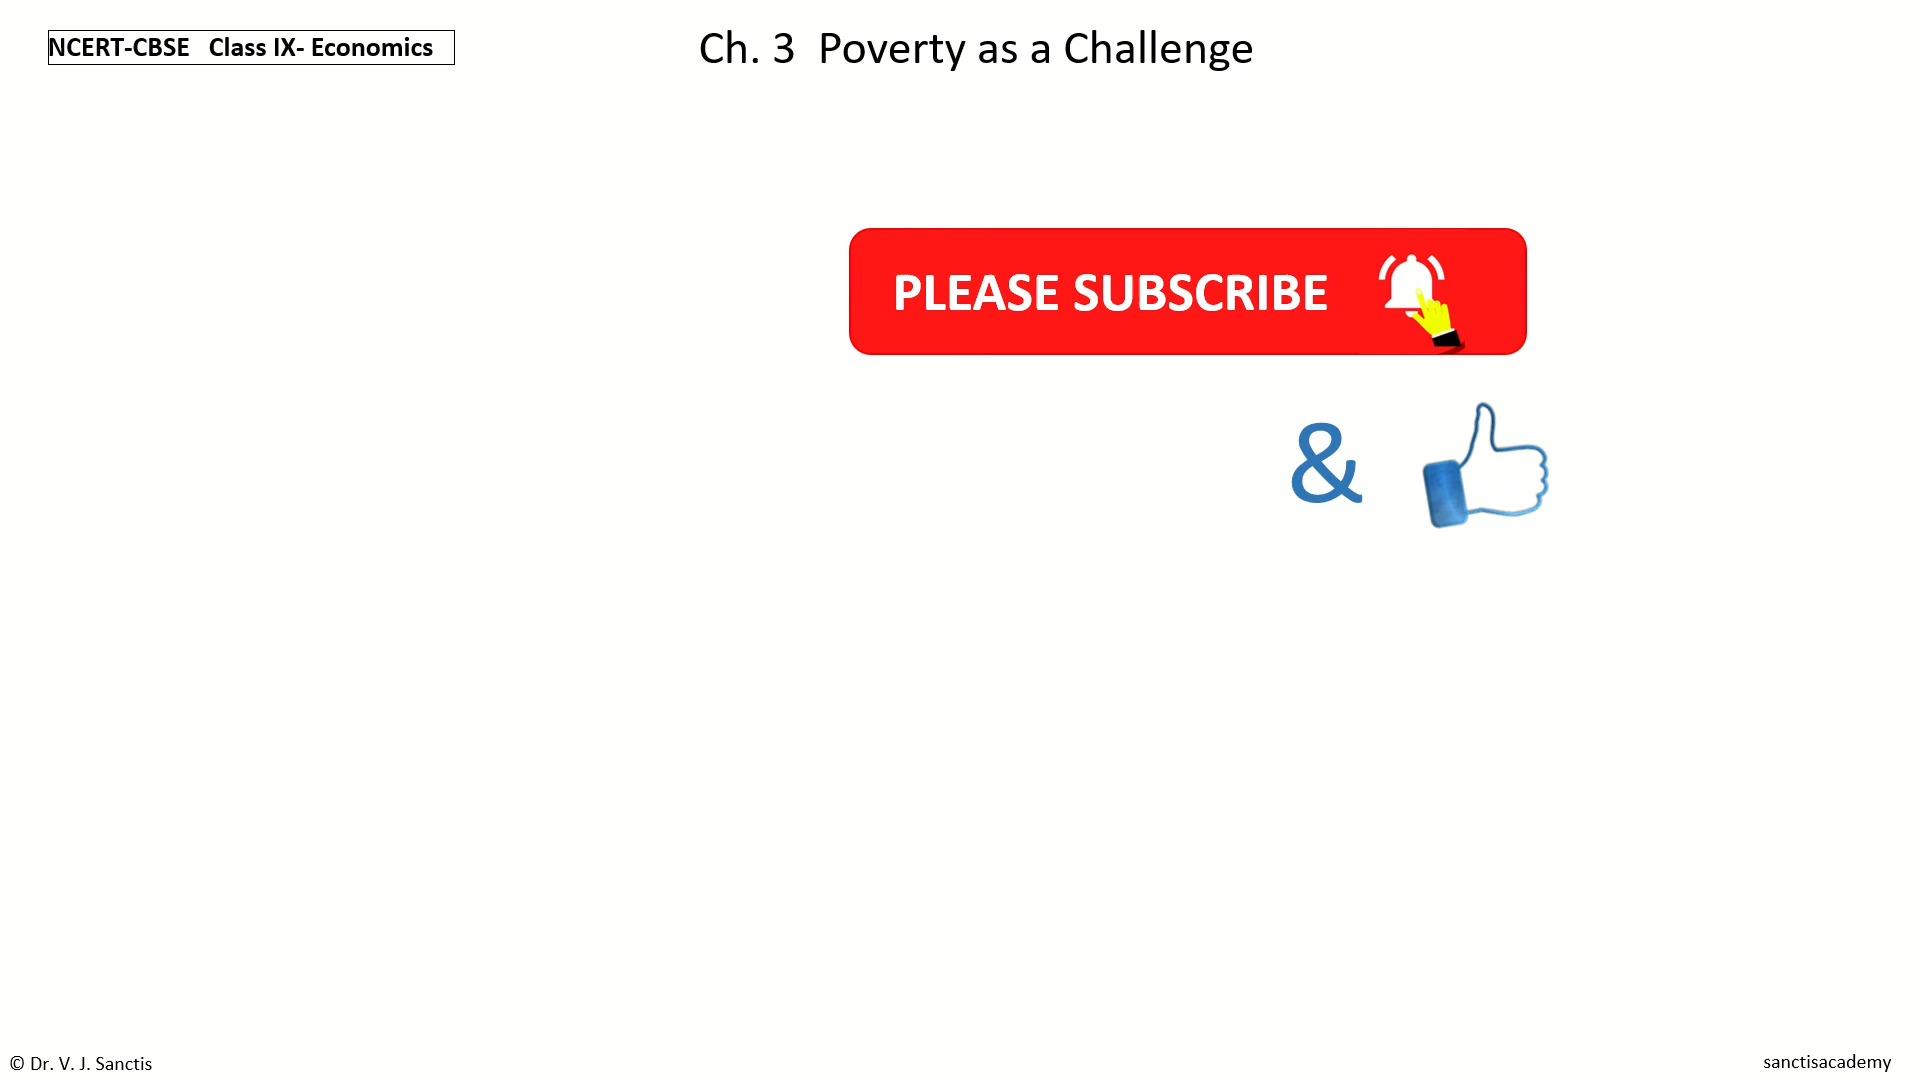 NCERT-CBSE Class IX- Economics
Ch. 3 Poverty as a Challenge
PLEASE SUBSCRIBE
&
© Dr. V. J. Sanctis
sanctisacademy